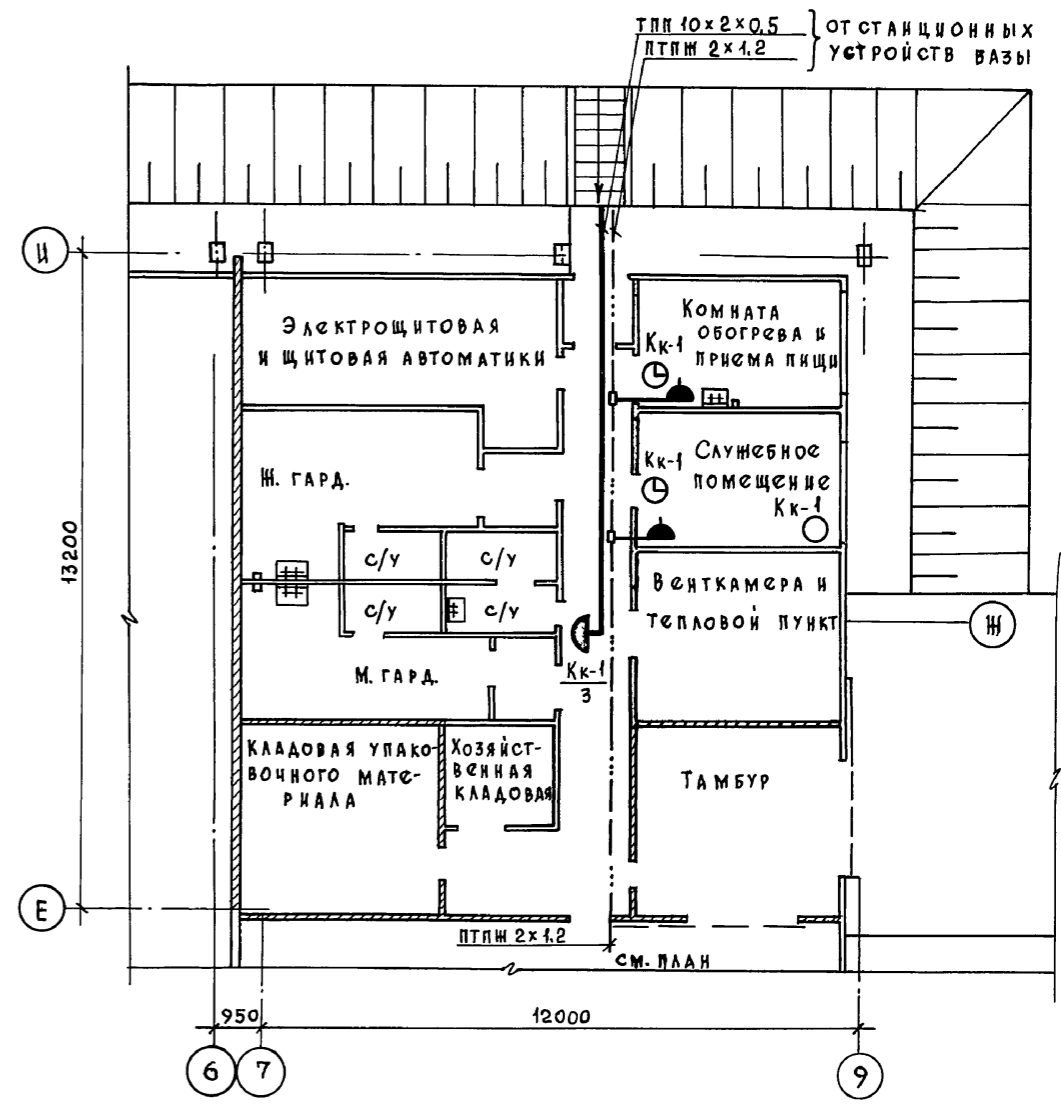 ТПП 10×2×0,5
ПТПЖ 2×1,2
ОТ СТАНЦИОННЫХ
УСТРОЙСТВ БАЗЫ
И
ЭЛЕКТРОЩИТОВАЯ
И ЩИТОВАЯ АВТОМАТИКИ
КОМНАТА
ОБОГРЕВА И
ПРИЕМА ПИЩИ
КК-1
Ж. ГАРД.
СЛУЖЕБНОЕ
ПОМЕЩЕНИЕ
КК-1
КК-1
13200
С/У
С/У
С/У
С/У
ВЕНТКАМЕРА И
ТЕПЛОВОЙ ПУНКТ
Ж
М. ГАРД.
КК-1
3
КЛАДОВАЯ УПАКО-
ВОЧНОГО МАТЕ-
РИАЛА
ХОЗЯЙСТ-
ВЕННАЯ
КЛАДОВАЯ
ТАМБУР
Е
ПТПЖ 2×1,2
СМ. ПЛАН
950
12000
6
7
9